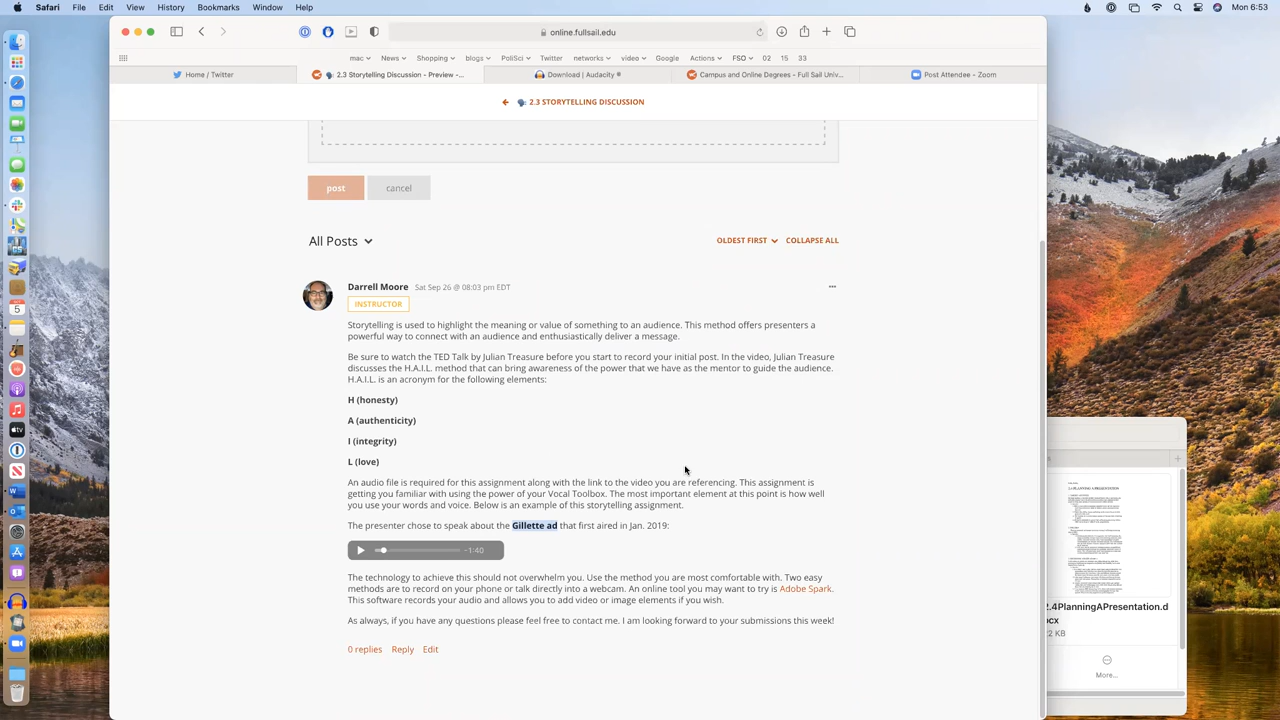 Safari File Edit View History Bookmarks Window Help Mon 6:53
online.fullsail.edu
mac News Shopping blogs PoliSci Twitter networks video Google Actions FSO 02 15 33
Home / Twitter
2.3 Storytelling Discussion - Preview -...
Download | Audacity ®
Campus and Online Degrees - Full Sail Univ...
Post Attendee - Zoom
2.3 STORYTELLING DISCUSSION
post cancel
All Posts OLDEST FIRST COLLAPSE ALL
Darrell Moore Sat Sep 26 @ 08:03 pm EDT
INSTRUCTOR
Storytelling is used to highlight the meaning or value of something to an audience. This method offers presenters a
powerful way to connect with an audience and enthusiastically deliver a message.
Be sure to watch the TED Talk by Julian Treasure before you start to record your initial post. In the video, Julian Treasure
discusses the H.A.I.L. method that can bring awareness of the power that we have as the mentor to guide the audience.
H.A.I.L. is an acronym for the following elements:
H (honesty)
A (authenticity)
I (integrity)
L (love)
An audio file is required for this assignment along with the link to the video you are referencing. This assignment is
getting you familiar with using the power of your Vocal Toolbox. The most important element at this point is how well
you use your words and voice. Below is an example of this storytelling assignment.
The presenter chose to speak about the Gillette ad that first aired in Jan. 2019:
-1:40
The technology to achieve this should not overwhelm you. Use the method you are most comfortable with. Two easy
methods are to record on your phone or talk directly into a webcam. An online tool you may want to try is Adobe Spark.
This software records your audio and allows you to add video or image elements if you wish.
As always, if you have any questions please feel free to contact me. I am looking forward to your submissions this week!
0 replies Reply Edit
2.4PlanningAPresentation.d
ocx
More...